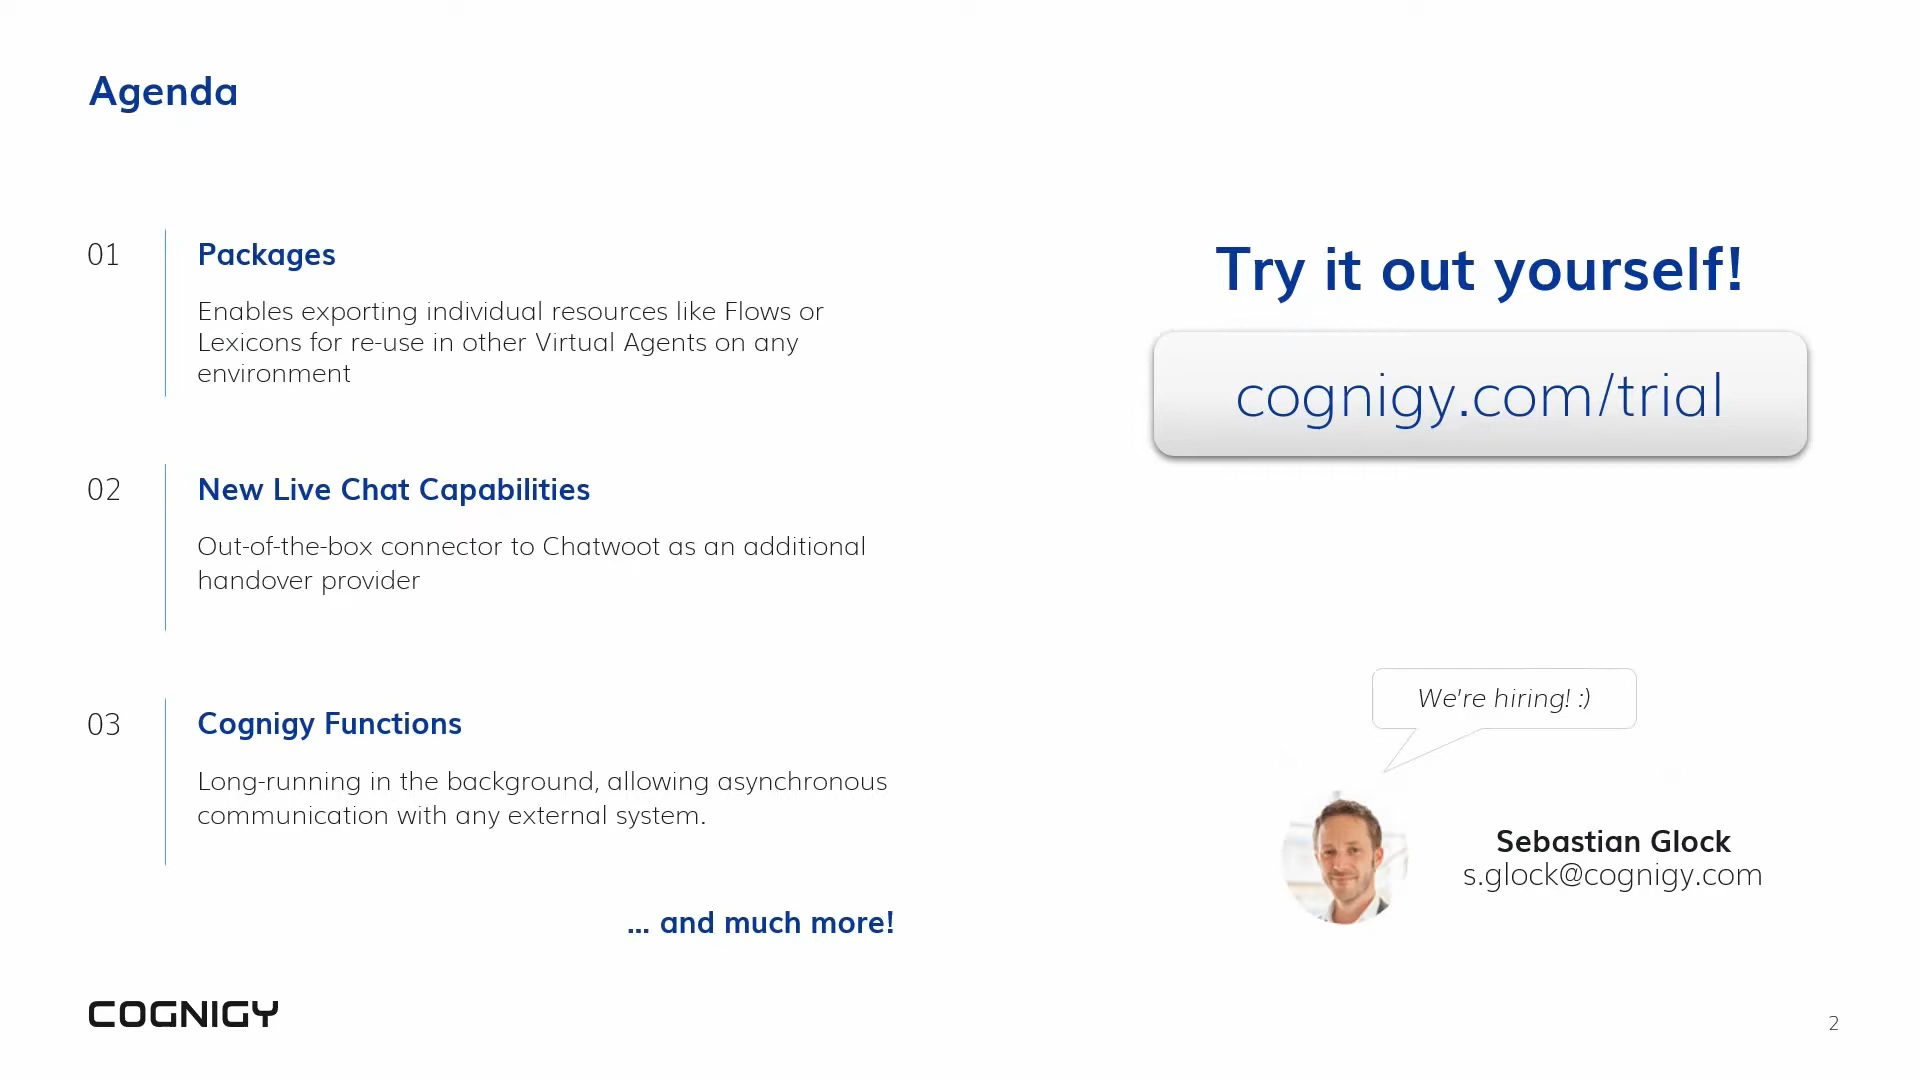 Agenda
01
Packages
Enables exporting individual resources like Flows or
Lexicons for re-use in other Virtual Agents on any
environment
02
New Live Chat Capabilities
Out-of-the-box connector to Chatwoot as an additional
handover provider
03
Cognigy Functions
Long-running in the background, allowing asynchronous
communication with any external system.
... and much more!
Try it out yourself!
cognigy.com/trial
We're hiring! :)
Sebastian Glock
s.glock@cognigy.com
COGNIGY
2